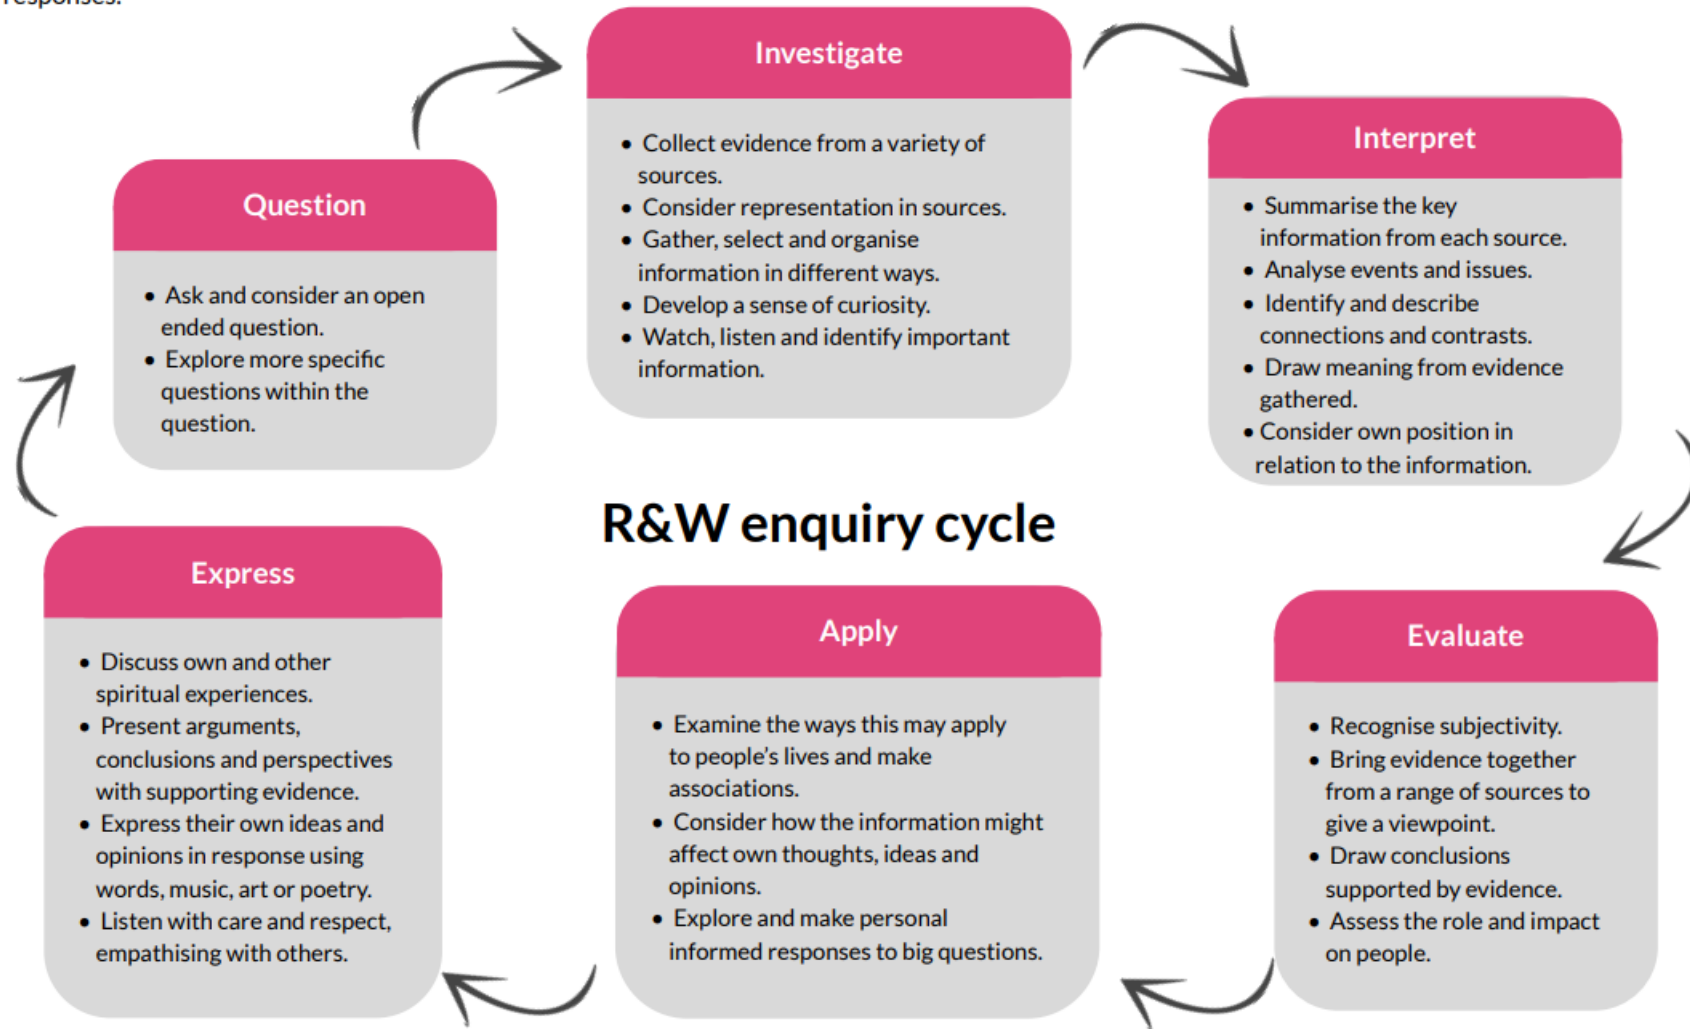 responses.
Investigate
• Collect evidence from a variety of
sources.
• Consider representation in sources.
• Gather, select and organise
information in different ways.
• Develop a sense of curiosity.
• Watch, listen and identify important
information.
Interpret
• Summarise the key
information from each source.
• Analyse events and issues.
• Identify and describe
connections and contrasts.
• Draw meaning from evidence
gathered.
• Consider own position in
relation to the information.
Question
• Ask and consider an open
ended question.
• Explore more specific
questions within the
question.
R&W enquiry cycle
Express
• Discuss own and other
spiritual experiences.
• Present arguments,
conclusions and perspectives
with supporting evidence.
• Express their own ideas and
opinions in response using
words, music, art or poetry.
• Listen with care and respect,
empathising with others.
Apply
• Examine the ways this may apply
to people's lives and make
associations.
• Consider how the information might
affect own thoughts, ideas and
opinions.
• Explore and make personal
informed responses to big questions.
Evaluate
• Recognise subjectivity.
• Bring evidence together
from a range of sources to
give a viewpoint.
• Draw conclusions
supported by evidence.
• Assess the role and impact
on people.